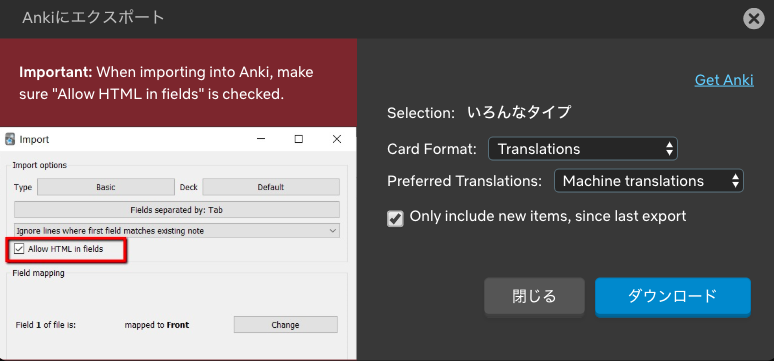 Ankiにエクスポート
Important: When importing into Anki, make
sure "Allow HTML in fields" is checked.
Import
Import options
Type Basic Deck Default
Fields separated by: Tab
Ignore lines where first field matches existing note
Allow HTML in fields
Field mapping
Field 1 of file is: mapped to Front Change
Get Anki
Selection: いろんなタイプ
Card Format: Translations
Preferred Translations: Machine translations
Only include new items, since last export
閉じる ダウンロード